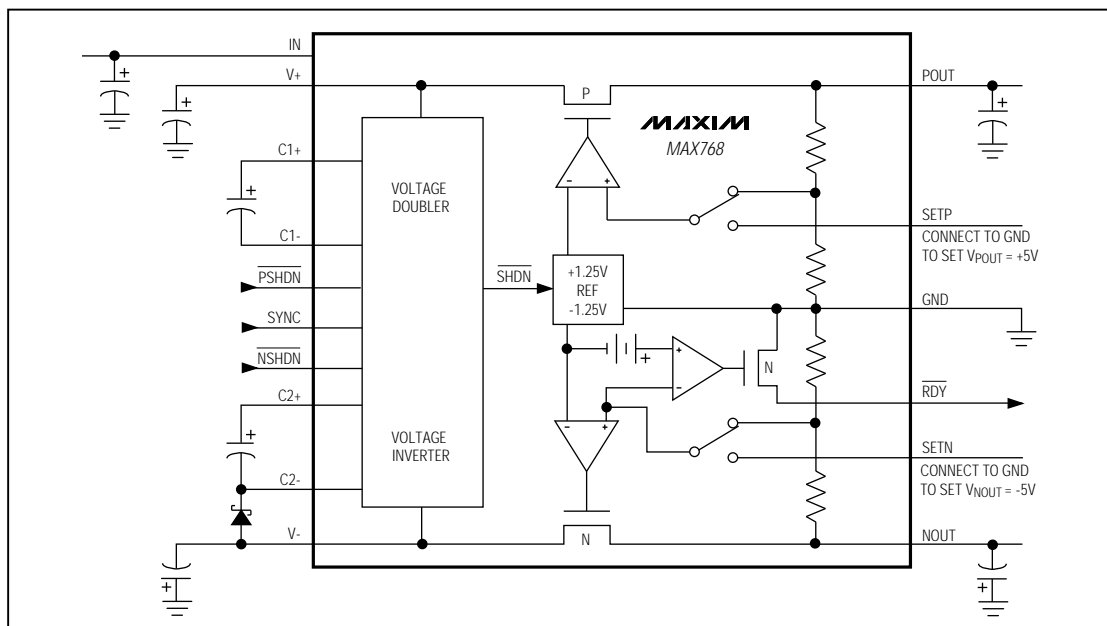 IN
V+
POUT
P
MAXIM
MAX768
C1+
VOLTAGE
DOUBLER
-
+
SETP
CONNECT TO GND
TO SET VPOUT = +5V
C1-
PSHDN
SHDN
+1.25V
REF
-1.25V
GND
SYNC
NSHDN
+
+
-
N
RDY
C2+
-
+
SETN
CONNECT TO GND
TO SET VNOUT = -5V
VOLTAGE
INVERTER
C2-
V-
N
NOUT
+
+
+
+
+
+
+